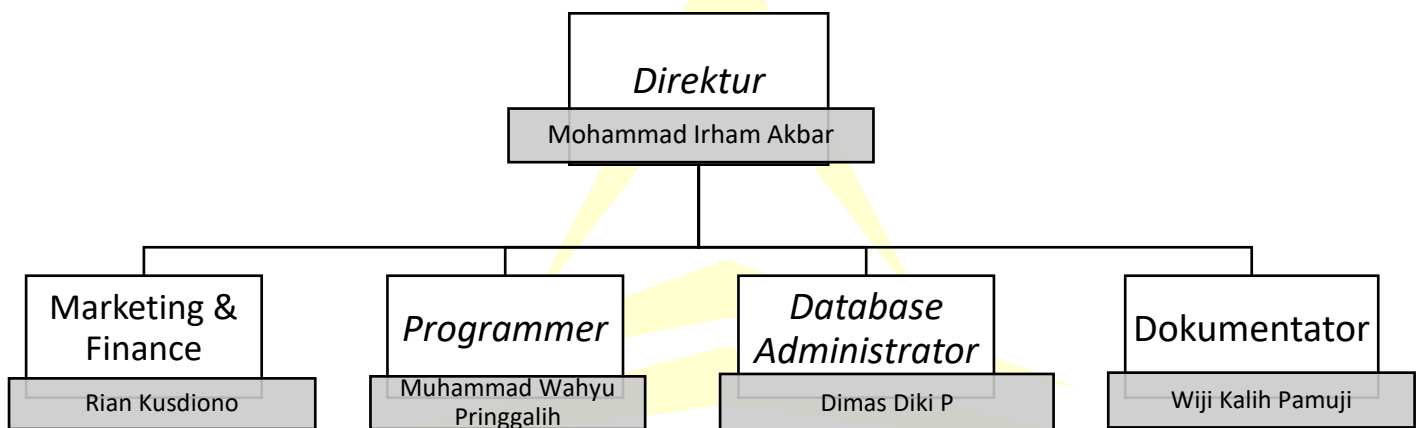 Direktur
Mohammad Irham Akbar
Marketing &
Finance
Rian Kusdiono
Programmer
Muhammad Wahyu
Pringgalih
Database
Administrator
Dimas Diki P
Dokumentator
Wiji Kalih Pamuji